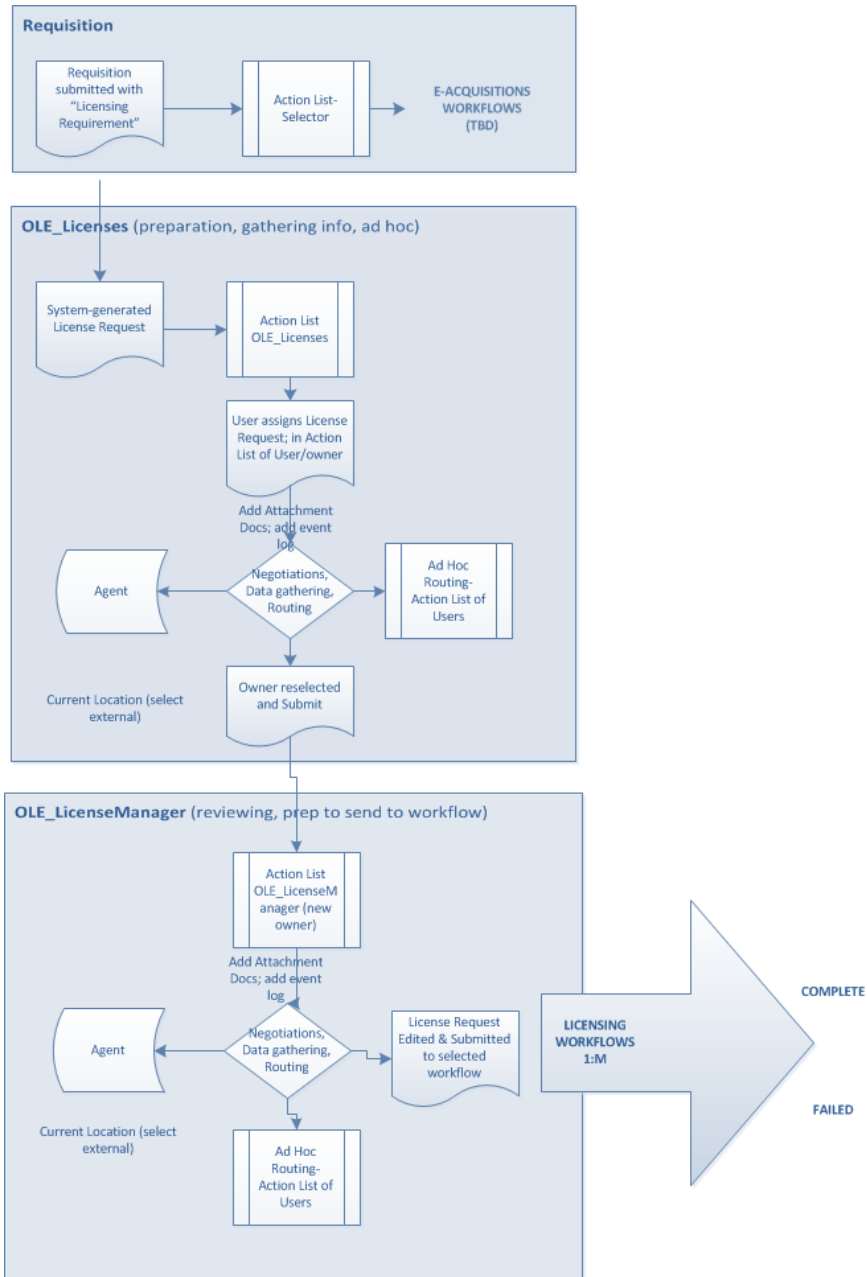 Requisition
Requisition
submitted with
“Licensing
Requirement”
Action List-
Selector
E-ACQUISITIONS
WORKFLOWS
(TBD)
OLE_Licenses (preparation, gathering info, ad hoc)
System-generated
License Request
Action List
OLE_Licenses
User assigns License
Request; in Action
List of User/owner
Add Attachment
Docs; add event
log
Agent
Negotiations,
Data gathering,
Routing
Ad Hoc
Routing-
Action List of
Users
Current Location (select
external)
Owner reselected
and Submit
OLE_LicenseManager (reviewing, prep to send to workflow)
Action List
OLE_LicenseM
anager (new
owner)
Add Attachment
Docs; add event
log
Agent
Negotiations,
Data gathering,
Routing
License Request
Edited & Submitted
to selected
workflow
LICENSING
WORKFLOWS
1:M
COMPLETE
FAILED
Current Location (select
external)
Ad Hoc
Routing-
Action List of
Users